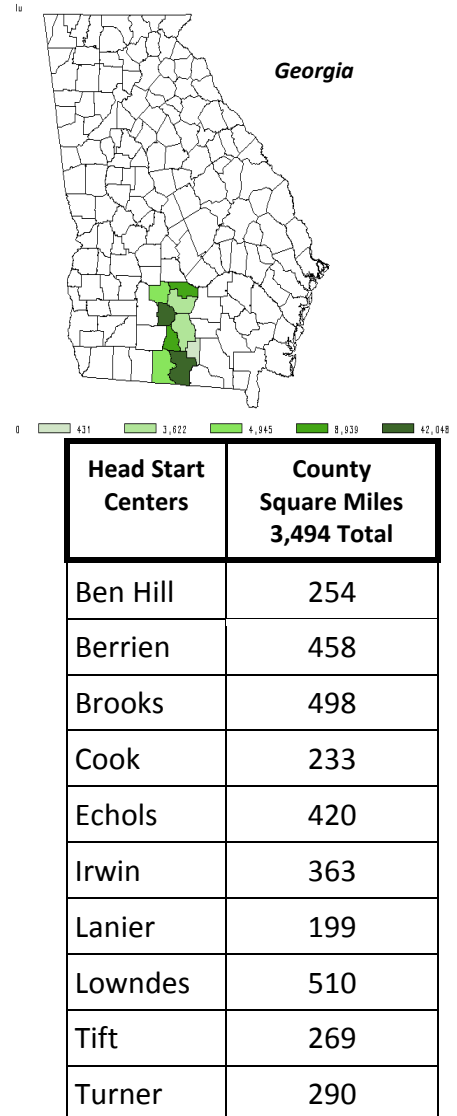 lu
Georgia
0 431 3,622 4,945 8,939 42,048
Head Start Centers County Square Miles 3,494 Total
Ben Hill 254
Berrien 458
Brooks 498
Cook 233
Echols 420
Irwin 363
Lanier 199
Lowndes 510
Tift 269
Turner 290